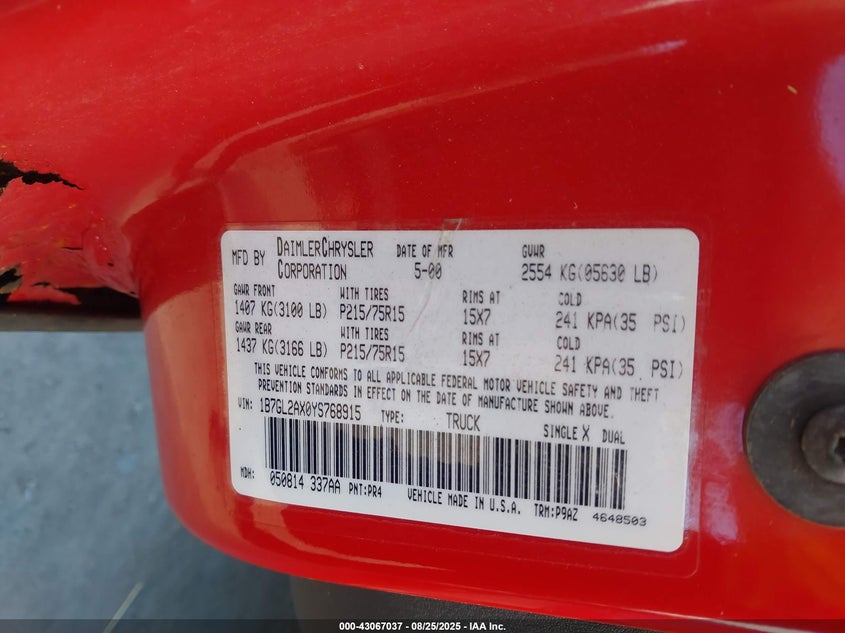 MFD BY DAIMLERCHRYSLER CORPORATION DATE OF MFR 5-00 GVWR 2554 KG(05630 LB)
GAWR FRONT WITH TIRES RIMS AT COLD
1407 KG(3100 LB) P215/75R15 15X7 241 KPA(35 PSI)
GAWR REAR WITH TIRES RIMS AT COLD
1437 KG(3166 LB) P215/75R15 15X7 241 KPA(35 PSI)
THIS VEHICLE CONFORMS TO ALL APPLICABLE FEDERAL MOTOR VEHICLE SAFETY AND THEFT
PREVENTION STANDARDS IN EFFECT ON THE DATE OF MANUFACTURE SHOWN ABOVE.
VIN: 1B7GL2AX0YS768915 TYPE: TRUCK SINGLE X DUAL
MDH: 050814 337AA PNT:PR4 VEHICLE MADE IN U.S.A. TRM:P9AZ 4648503
000-43067037 - 08/25/2025 - IAA Inc.